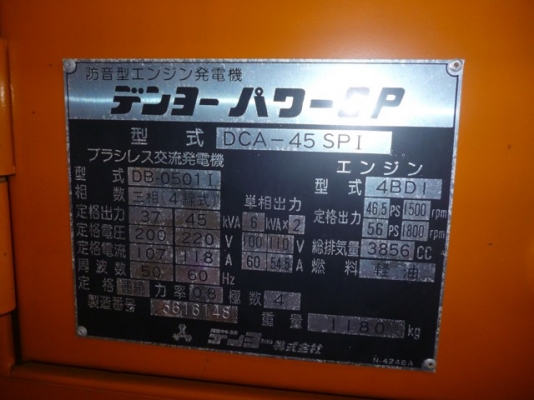 防音型エンジン発電機
デンヨーパワーSP
型式 DCA-45SPI
ブラシレス交流発電機
型式 DB-0501I
相数 三相4線式 単相出力
定格出力 37 45 kVA 6 kVA×2
定格電圧 200 220 V 100 110 V
定格電流 107 118 A 60 54.5 A
周波数 50 60 Hz
定格 連続 力率 0.8 極数 4
製造番号 3616148
エンジン
型式 4BD1
定格出力 46.5 PS 1500 rpm
56 PS 1800 rpm
総排気量 3856 CC
燃料 軽油
重量 1180 kg
デンヨー株式会社
N-4246A